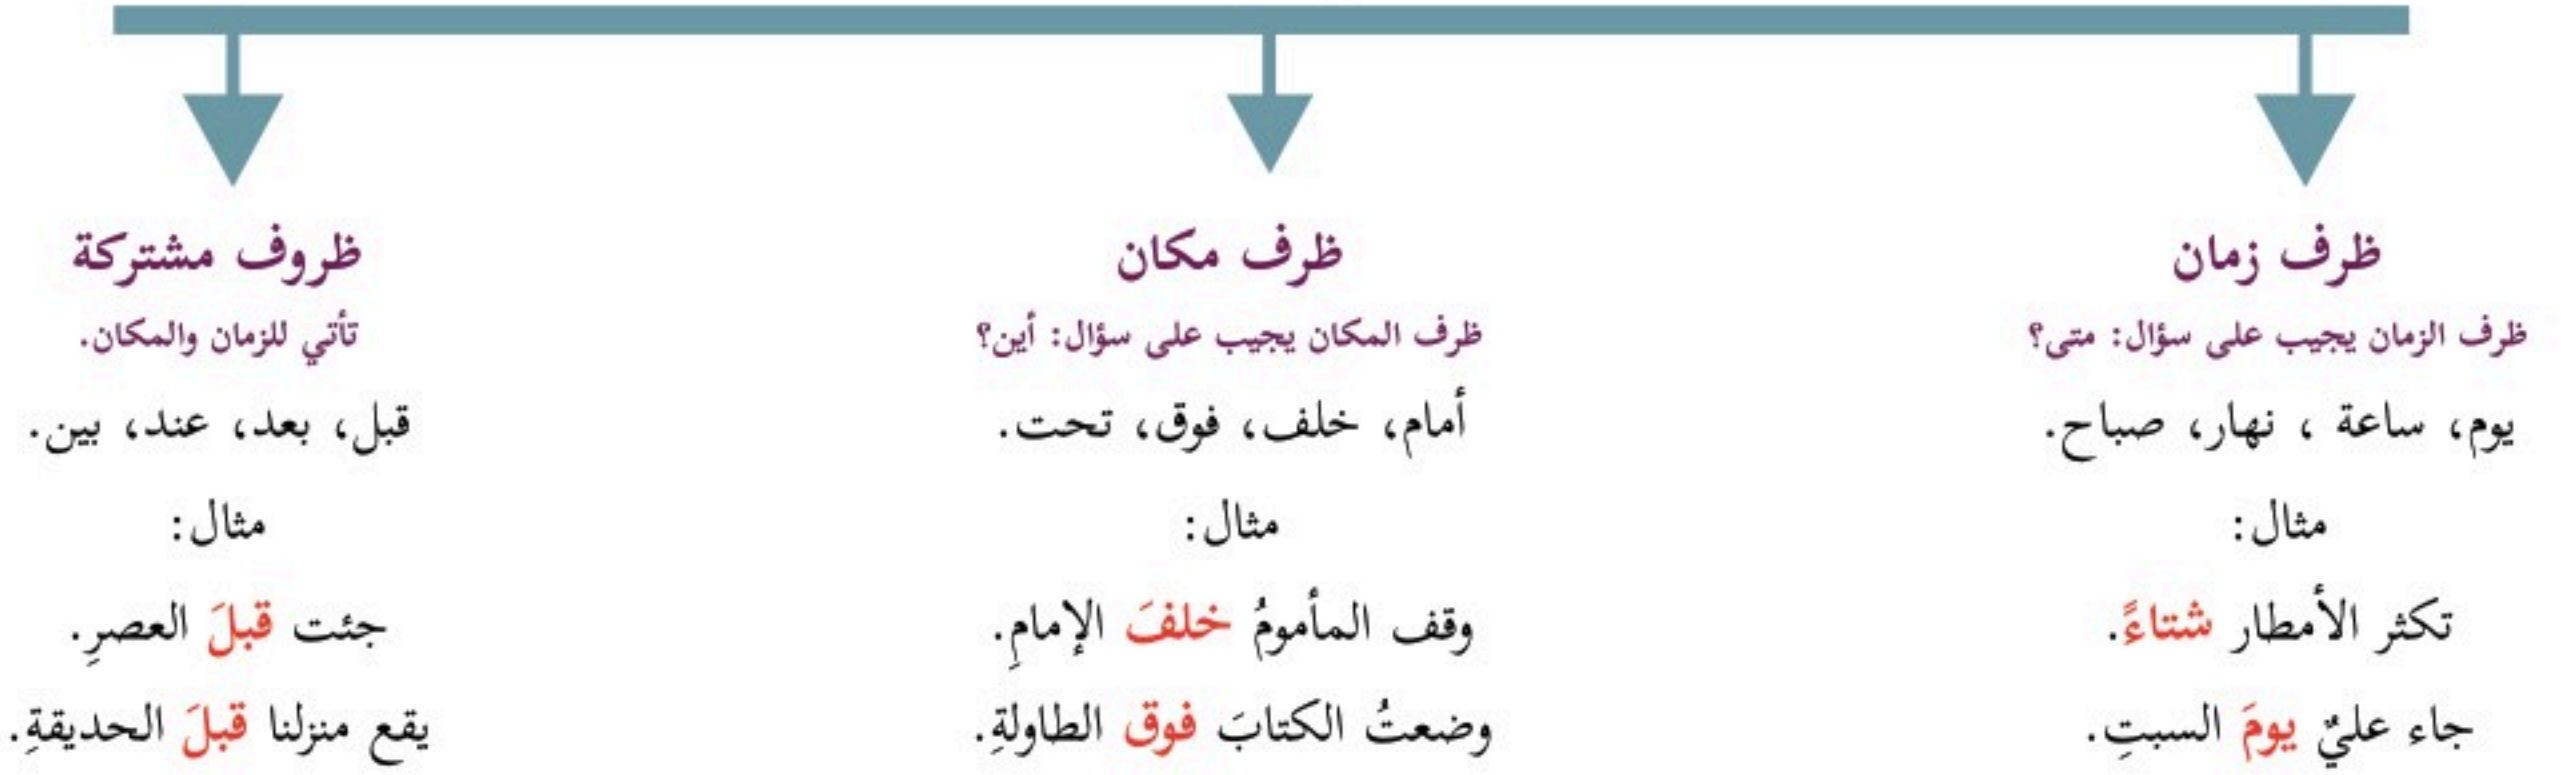 ظرف زمان
ظرف الزمان يجيب على سؤال: متى؟
يوم، ساعة ، نهار، صباح.
مثال:
تكثر الأمطار شتاءً.
جاء عليٌ يومَ السبتِ.
ظرف مكان
ظرف المكان يجيب على سؤال: أين؟
أمام، خلف، فوق، تحت.
مثال:
وقف المأمومُ خلفَ الإمامِ.
وضعتُ الكتابَ فوق الطاولةِ.
ظروف مشتركة
تأتي للزمان والمكان.
قبل، بعد، عند، بين.
مثال:
جئت قبلَ العصرِ.
يقع منزلنا قبلَ الحديقةِ.